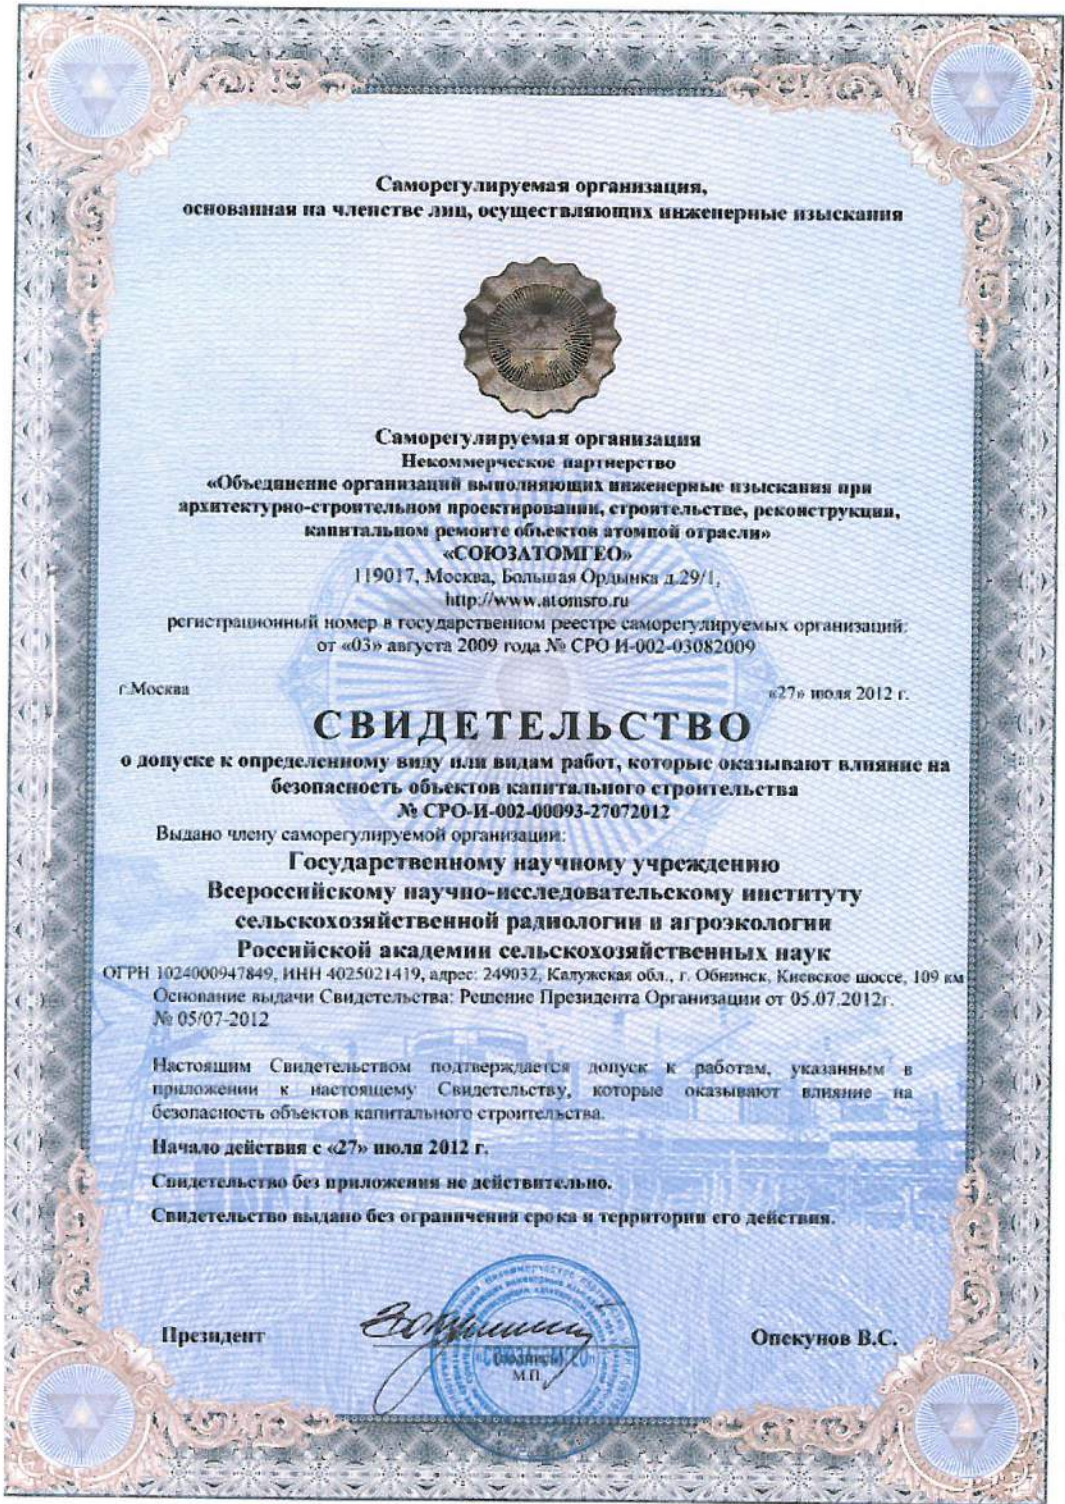 Саморегулируемая организация,
основанная на членстве лиц, осуществляющих инженерные изыскания
Саморегулируемая организация
Некоммерческое партнерство
«Объединение организаций выполняющих инженерные изыскания при
архитектурно-строительном проектировании, строительстве, реконструкции,
капитальном ремонте объектов атомной отрасли»
«СОЮЗАТОМГЕО»
119017, Москва, Большая Ордынка д.29/1,
http://www.atomsro.ru
регистрационный номер в государственном реестре саморегулируемых организаций:
от «03» августа 2009 года № СРО И-002-03082009
г.Москва «27» июля 2012 г.
СВИДЕТЕЛЬСТВО
о допуске к определенному виду или видам работ, которые оказывают влияние на
безопасность объектов капитального строительства
№ СРО-И-002-00093-27072012
Выдано члену саморегулируемой организации:
Государственному научному учреждению
Всероссийскому научно-исследовательскому институту
сельскохозяйственной радиологии и агроэкологии
Российской академии сельскохозяйственных наук
ОГРН 1024000947849, ИНН 4025021419, адрес: 249032, Калужская обл., г. Обнинск, Киевское шоссе, 109 км
Основание выдачи Свидетельства: Решение Президента Организации от 05.07.2012г.
№ 05/07-2012
Настоящим Свидетельством подтверждается допуск к работам, указанным в
приложении к настоящему Свидетельству, которые оказывают влияние на
безопасность объектов капитального строительства.
Начало действия с «27» июля 2012 г.
Свидетельство без приложения не действительно.
Свидетельство выдано без ограничения срока и территории его действия.
Президент Опекунов В.С.
(подпись)
М.П.